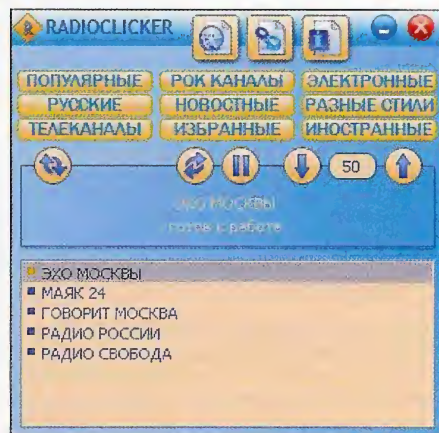 RADIOCLICKER
ПОПУЛЯРНЫЕ РОК КАНАЛЫ ЭЛЕКТРОННЫЕ
РУССКИЕ НОВОСТНЫЕ РАЗНЫЕ СТИЛИ
ТЕЛЕКАНАЛЫ ИЗБРАННЫЕ ИНОСТРАННЫЕ
50
ЭХО МОСКВЫ
готов к работе
ЭХО МОСКВЫ
МАЯК 24
ГОВОРИТ МОСКВА
РАДИО РОССИИ
РАДИО СВОБОДА